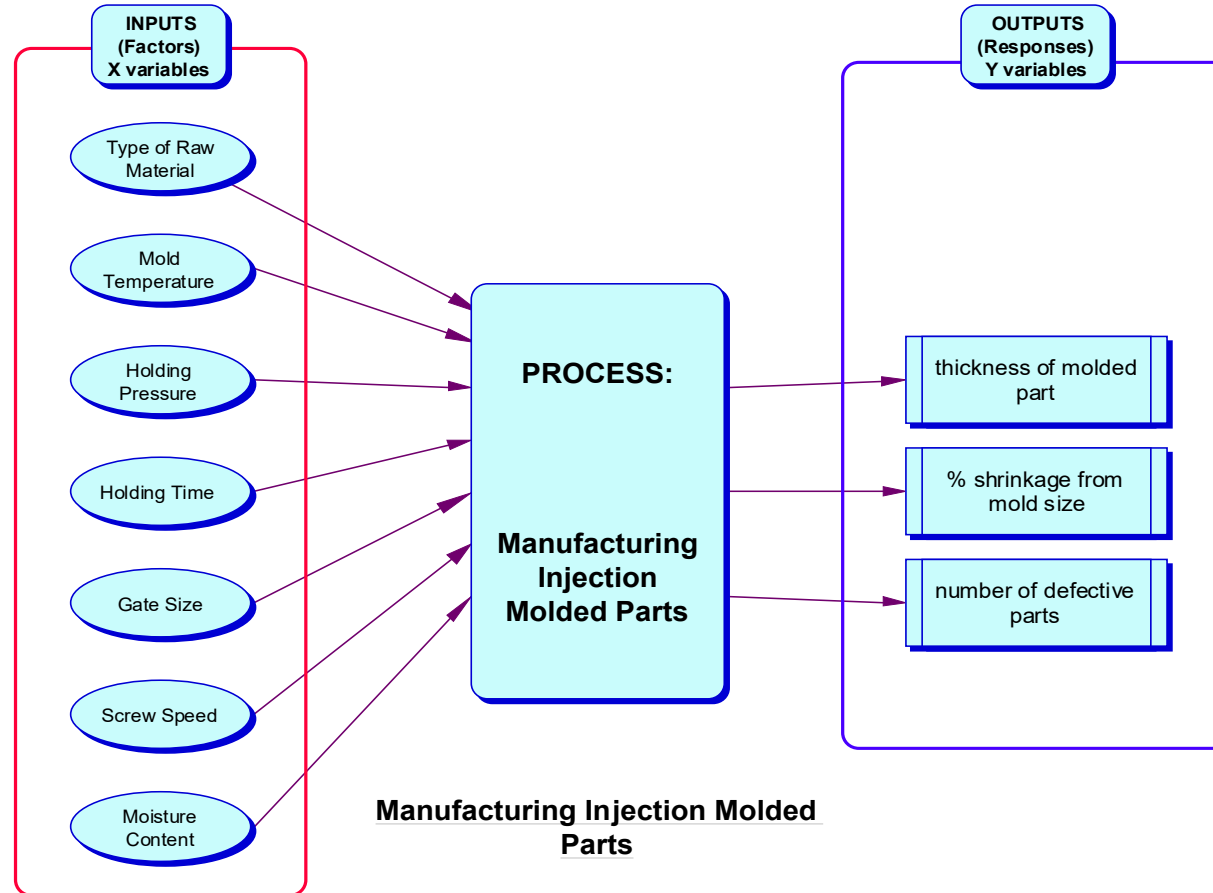 INPUTS
(Factors)
X variables
OUTPUTS
(Responses)
Y variables
Type of Raw
Material
Mold
Temperature
Holding
Pressure
Holding Time
Gate Size
Screw Speed
Moisture
Content
PROCESS:
Manufacturing
Injection
Molded Parts
thickness of molded
part
% shrinkage from
mold size
number of defective
parts
Manufacturing Injection Molded
Parts